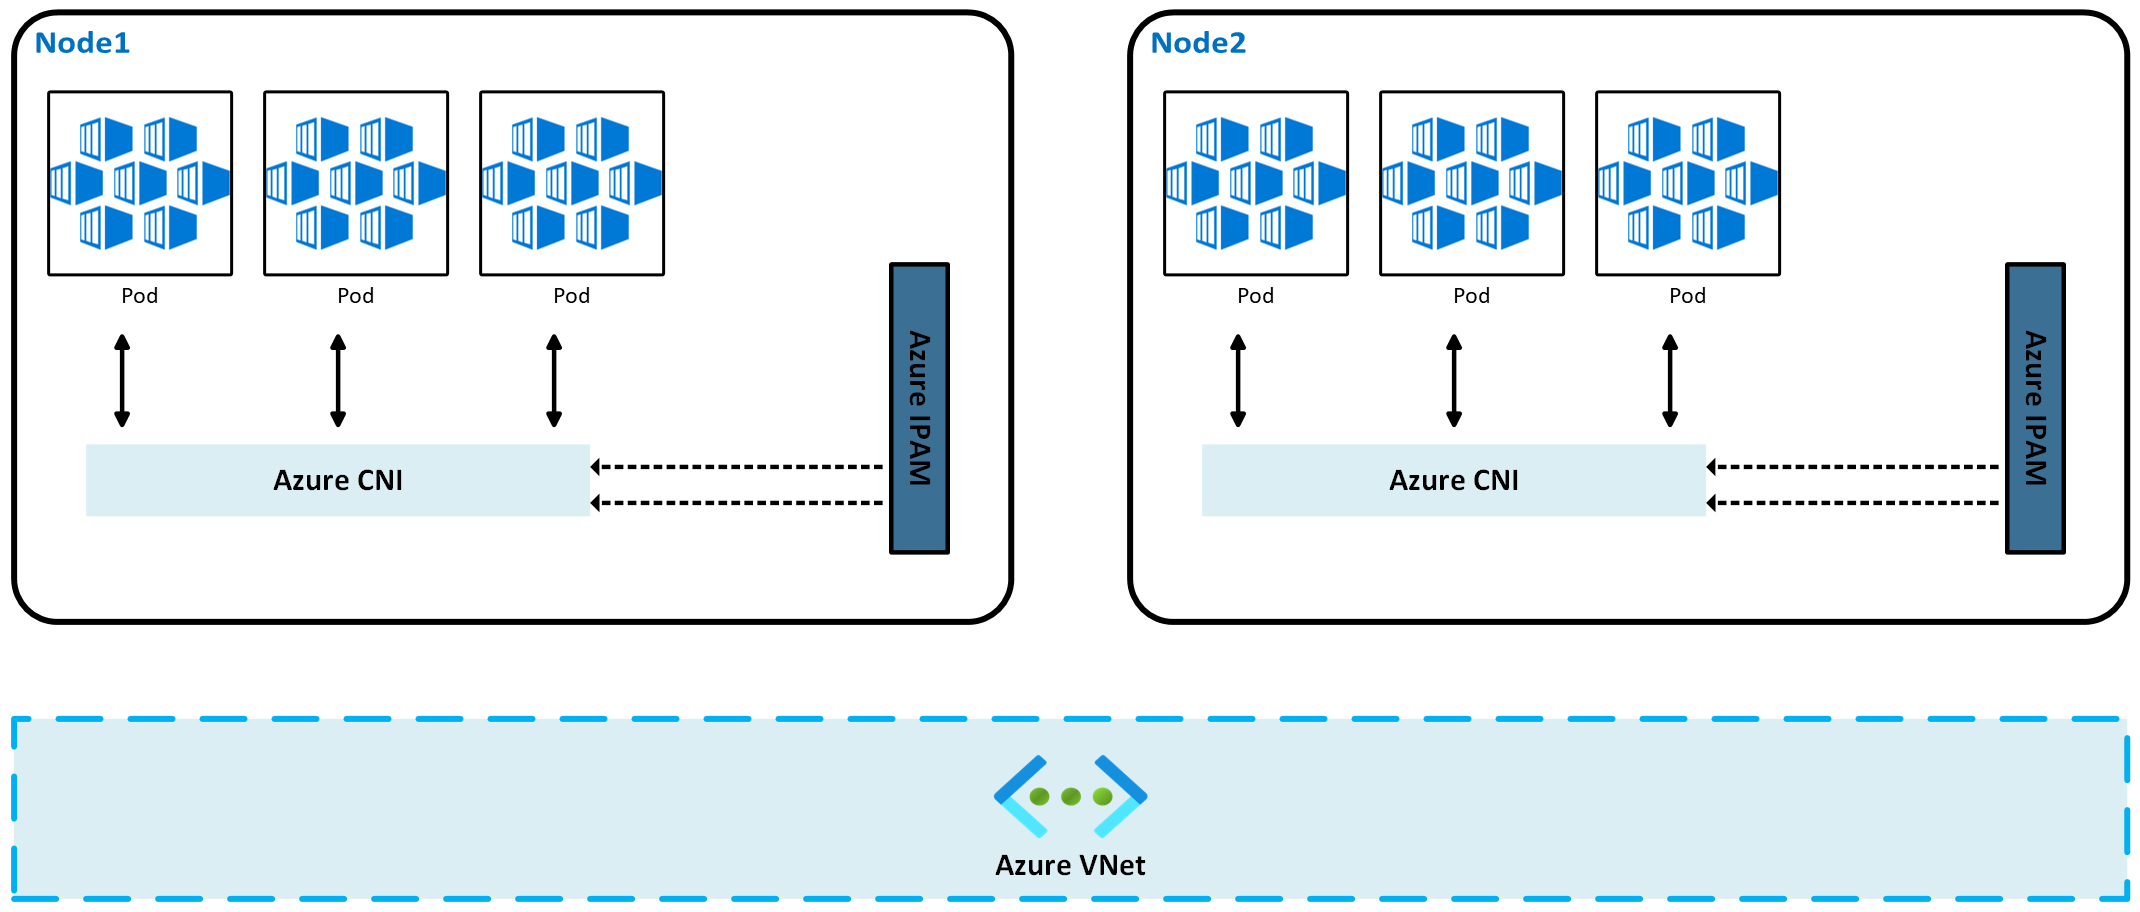 Node1
Pod
Pod
Pod
Azure CNI
Azure IPAM
Node2
Pod
Pod
Pod
Azure CNI
Azure IPAM
Azure VNet